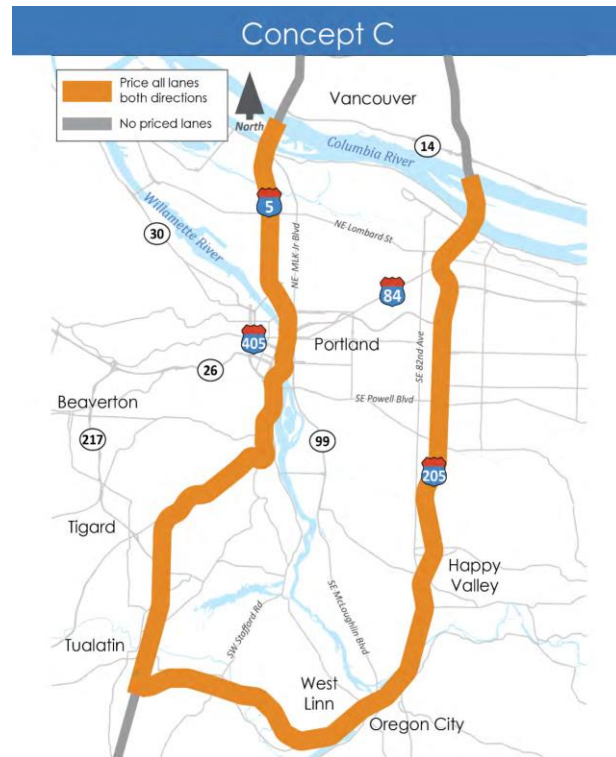 Concept C
Price all lanes
both directions
No priced lanes
North
Vancouver
Columbia River
14
5
Willamette River
30
NE MLK Jr Blvd
NE Lombard St
84
405
Portland
SE 82nd Ave
26
Beaverton
SE Powell Blvd
217
99
205
Tigard
Happy
Valley
SE McLoughlin Blvd
SW Stafford Rd
Tualatin
West
Linn
Oregon City